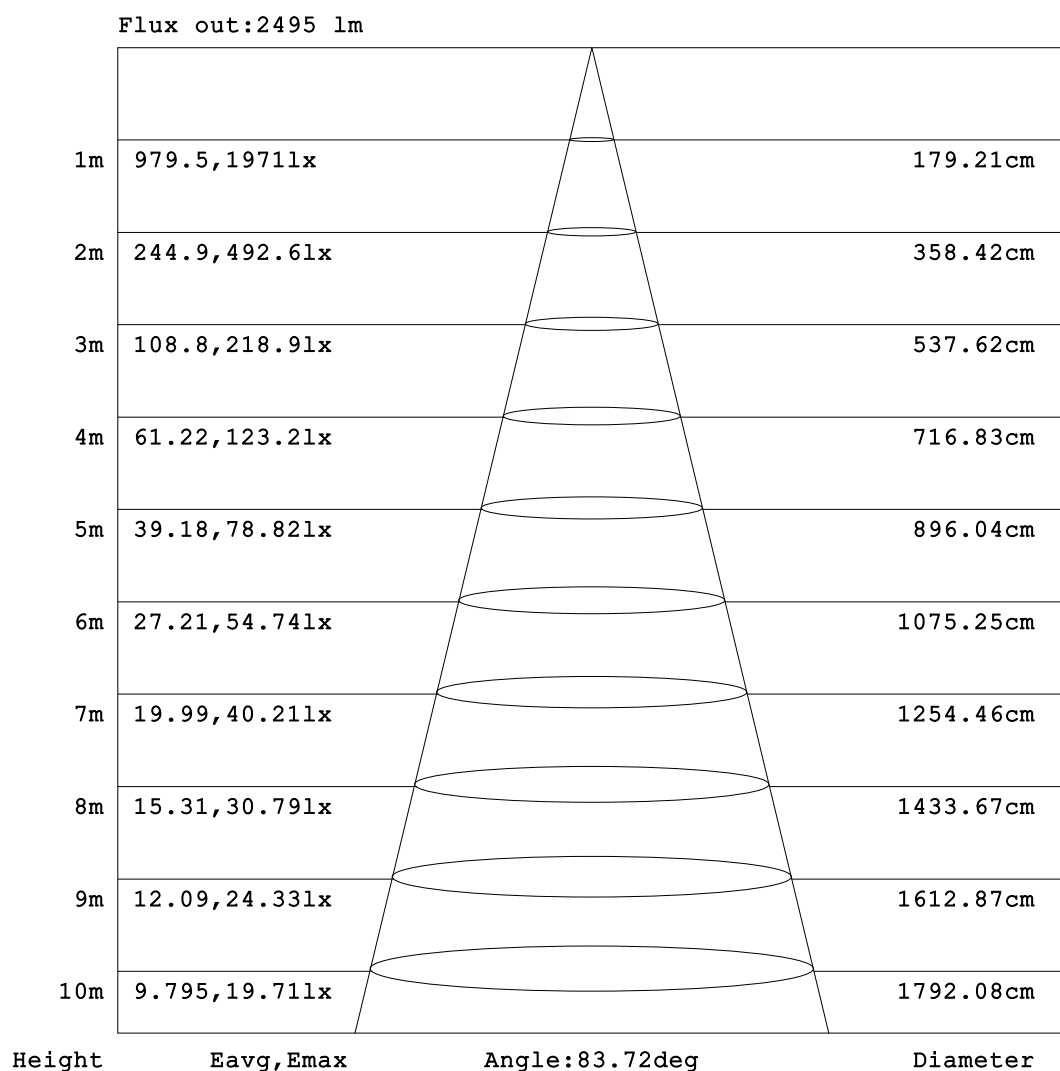 Flux out:2495 lm
1m 979.5,1971lx 179.21cm
2m 244.9,492.6lx 358.42cm
3m 108.8,218.9lx 537.62cm
4m 61.22,123.2lx 716.83cm
5m 39.18,78.82lx 896.04cm
6m 27.21,54.74lx 1075.25cm
7m 19.99,40.21lx 1254.46cm
8m 15.31,30.79lx 1433.67cm
9m 12.09,24.33lx 1612.87cm
10m 9.795,19.71lx 1792.08cm
Height Eavg,Emax Angle:83.72deg Diameter